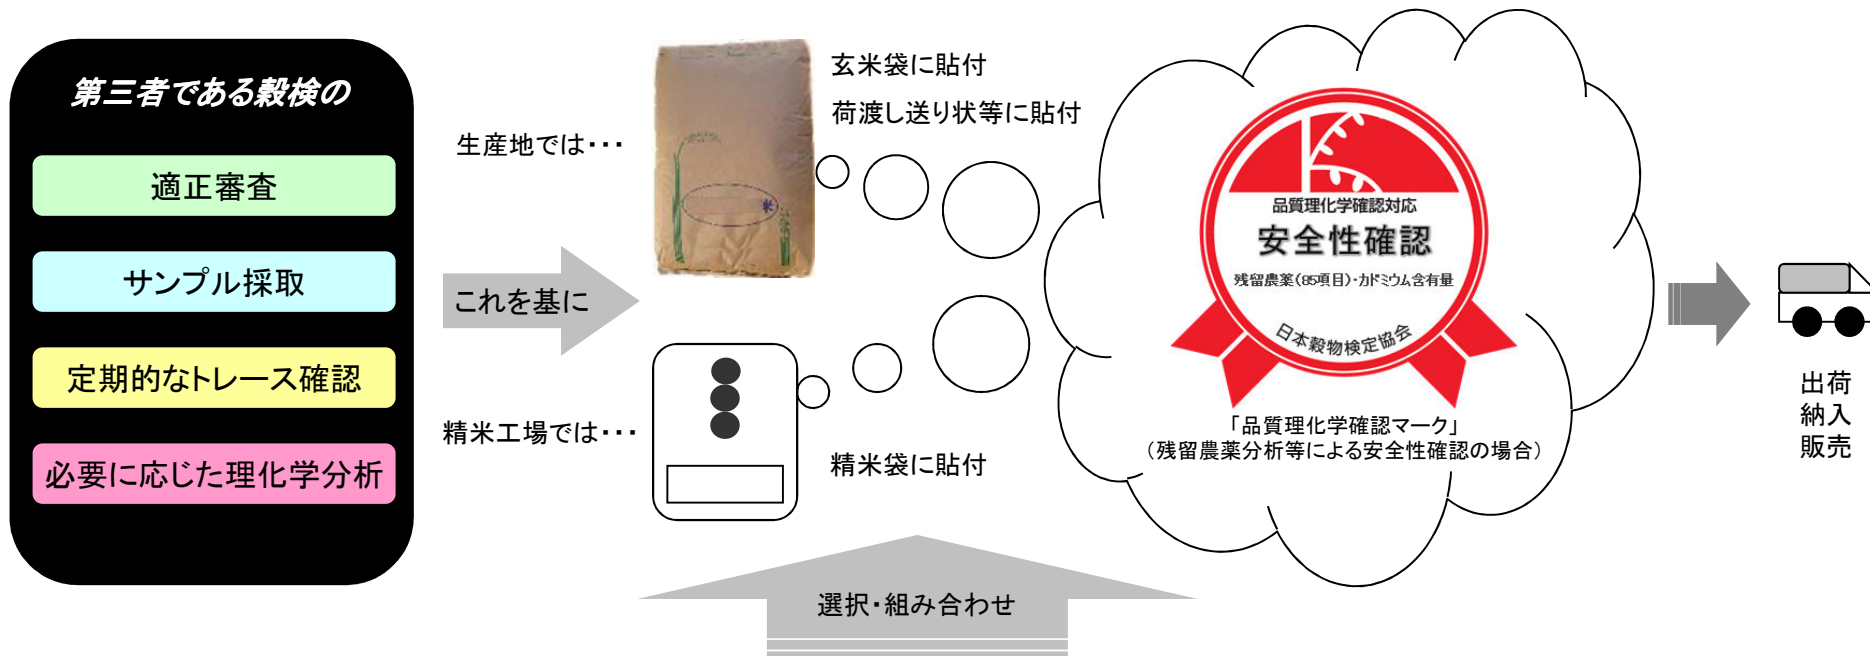 第三者である穀検の
適正審査
サンプル採取
定期的なトレース確認
必要に応じた理化学分析
これを基に
生産地では・・・
米
玄米袋に貼付
荷渡し送り状等に貼付
精米工場では・・・
精米袋に貼付
品質理化学確認対応
安全性確認
残留農薬(85項目)・カドミウム含有量
日本穀物検定協会
「品質理化学確認マーク」
(残留農薬分析等による安全性確認の場合)
出荷
納入
販売
選択・組み合わせ